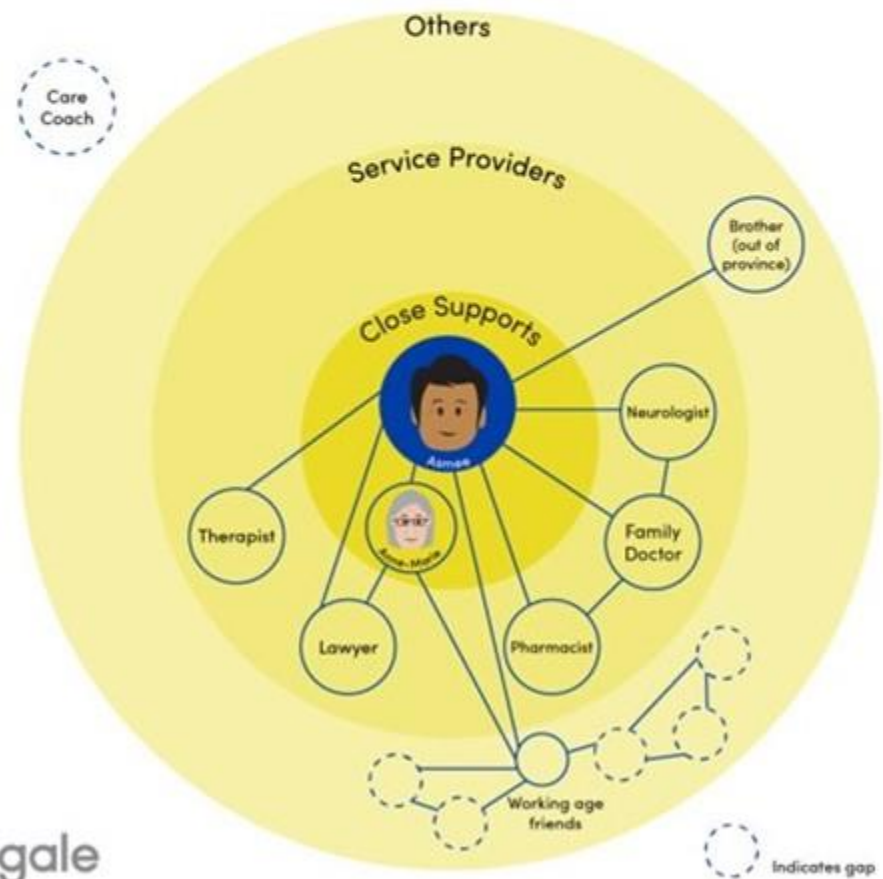 Others
Care
Coach
Service Providers
Brother
(out of
province)
Close Supports
Neurologist
Asmee
Therapist
Anne-Marie
Family
Doctor
Lawyer
Pharmacist
Working age
friends
gale
Indicates gap